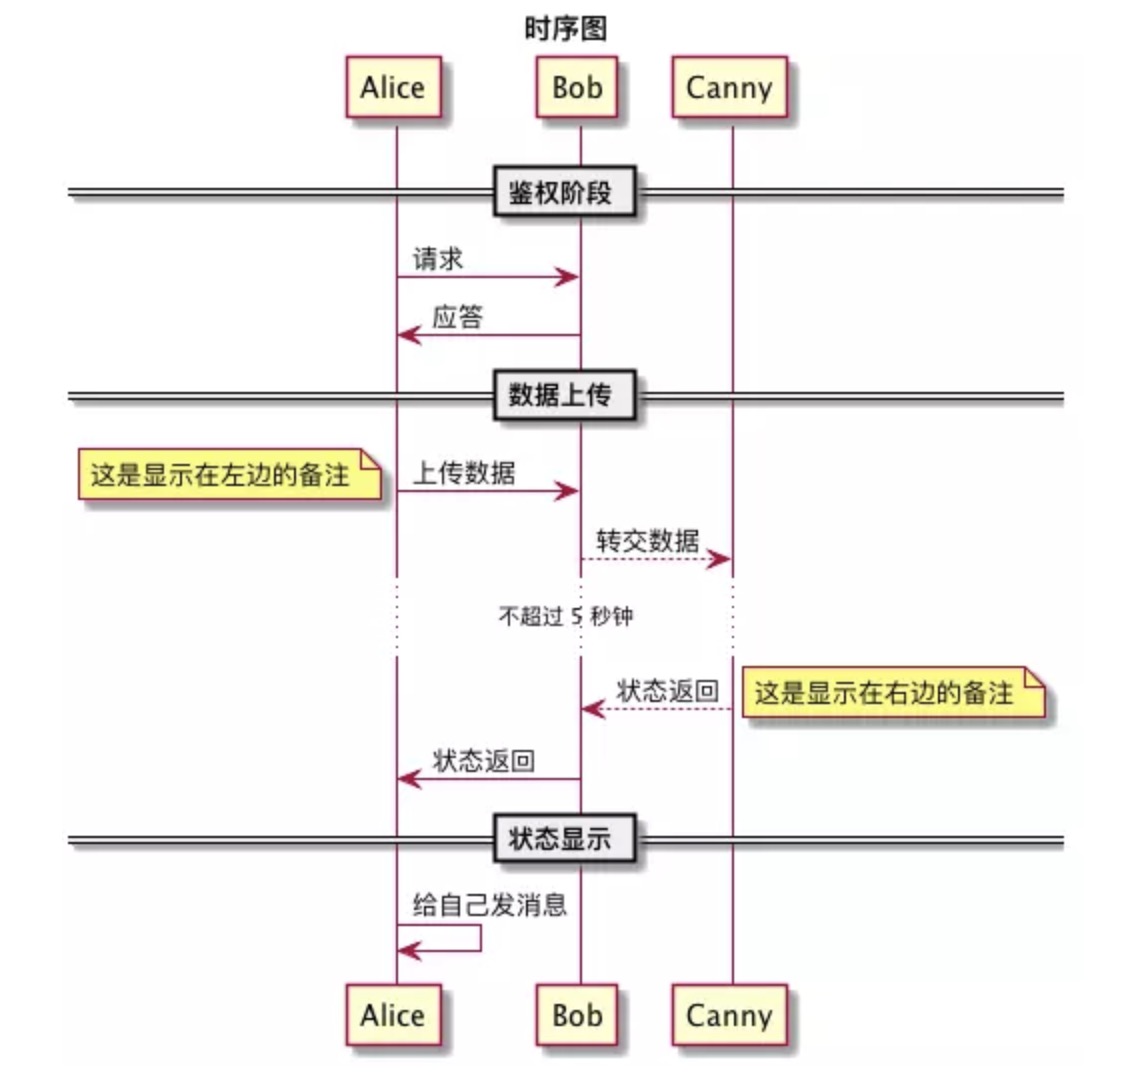 时序图
Alice
Bob
Canny
鉴权阶段
请求
应答
数据上传
这是显示在左边的备注
上传数据
转交数据
不超过 5 秒钟
状态返回
这是显示在右边的备注
状态返回
状态显示
给自己发消息
Alice
Bob
Canny